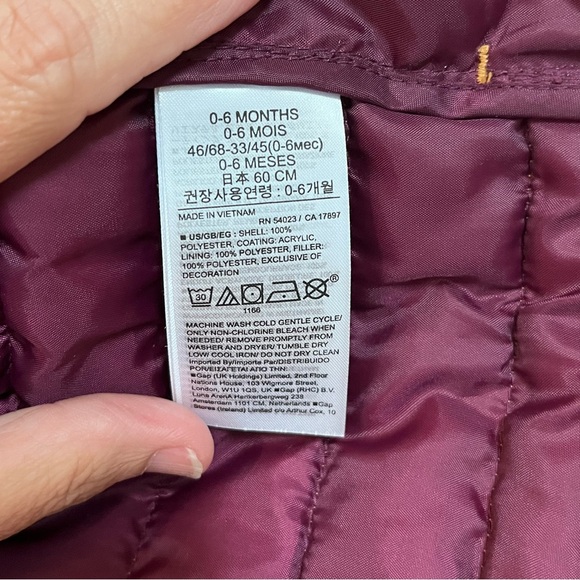 0-6 MONTHS
0-6 MOIS
46/68-33/45(0-6мес)
0-6 MESES
日本 60 CM
권장사용연령 : 0-6개월
MADE IN VIETNAM RN 54023 / CA 17897
■ US/GB/EG : SHELL: 100%
POLYESTER, COATING: ACRYLIC,
LINING: 100% POLYESTER, FILLER:
100% POLYESTER, EXCLUSIVE OF
DECORATION
30 ®
1166
MACHINE WASH COLD GENTLE CYCLE/
ONLY NON-CHLORINE BLEACH WHEN
NEEDED/ REMOVE PROMPTLY FROM
WASHER AND DRYER/ TUMBLE DRY
LOW/ COOL IRON/ DO NOT DRY CLEAN
Imported By/Importe Par/Distribuido
Por/ΕΙΣΑΓΕΤΑΙ ΑΠΟ ΤΗΝ:
■Gap (UK Holdings) Limited, 2nd Floor
Nations House, 103 Wigmore Street,
London, W1U 1QS, UK ■Gap (RHC) B.V.
Luna ArenA Herikerbergweg 238
Amsterdam 1101 CM, Netherlands ■Gap
Stores (Ireland) Limited c/o Arthur Cox, 10